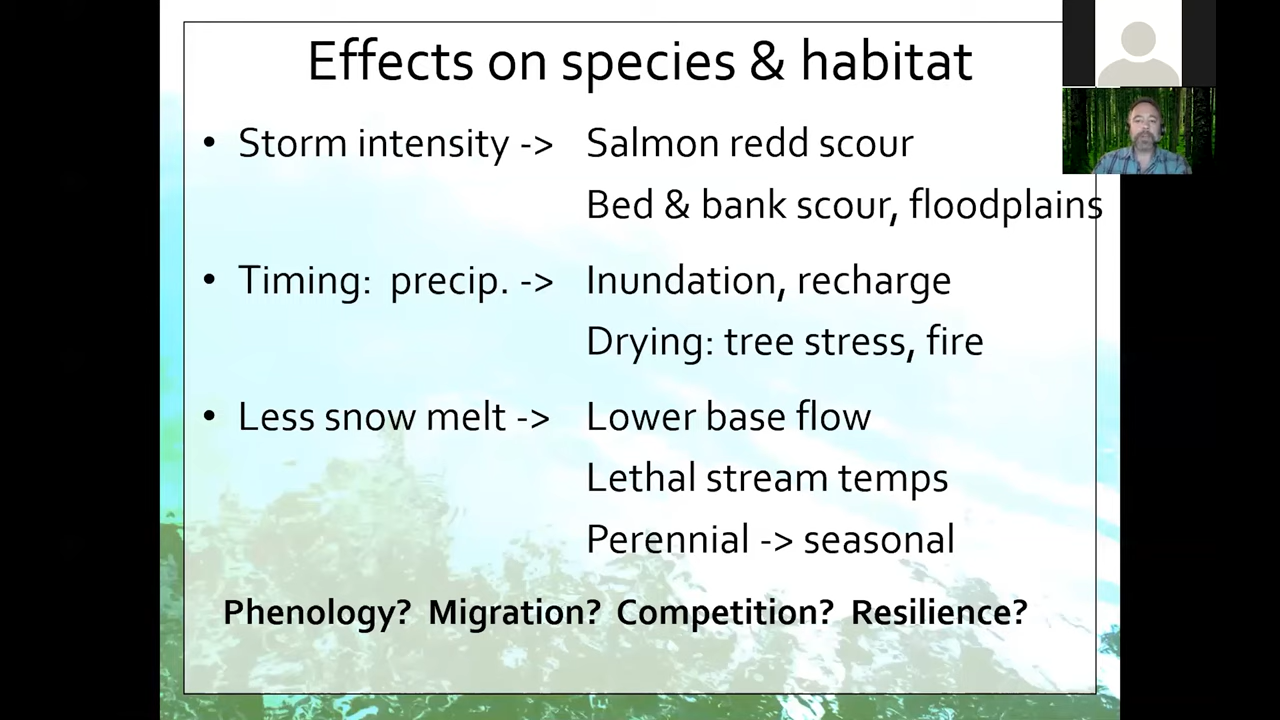 Effects on species & habitat
• Storm intensity -> Salmon redd scour
Bed & bank scour, floodplains
• Timing: precip. -> Inundation, recharge
Drying: tree stress, fire
• Less snow melt -> Lower base flow
Lethal stream temps
Perennial -> seasonal
Phenology? Migration? Competition? Resilience?